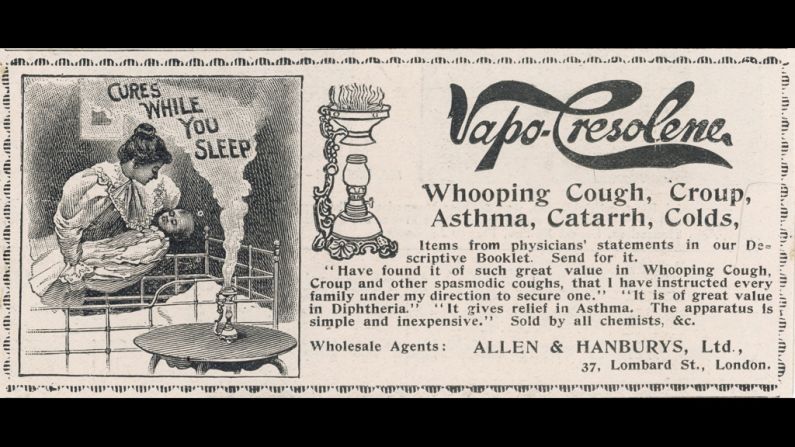 CURES
WHILE
YOU
SLEEP
Vapo-Cresolene.
Whooping Cough, Croup,
Asthma, Catarrh, Colds,
Items from physicians' statements in our De-
scriptive Booklet. Send for it.
"Have found it of such great value in Whooping Cough,
Croup and other spasmodic coughs, that I have instructed every
family under my direction to secure one." "It is of great value
in Diphtheria." "It gives relief in Asthma. The apparatus is
simple and inexpensive." Sold by all chemists, &c.
Wholesale Agents: ALLEN & HANBURYS, Ltd.,
37, Lombard St., London.